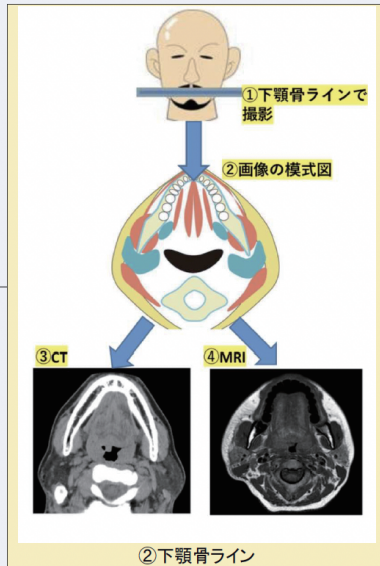 ①下顎骨ラインで
撮影
②画像の模式図
③CT
④MRI
②下顎骨ライン